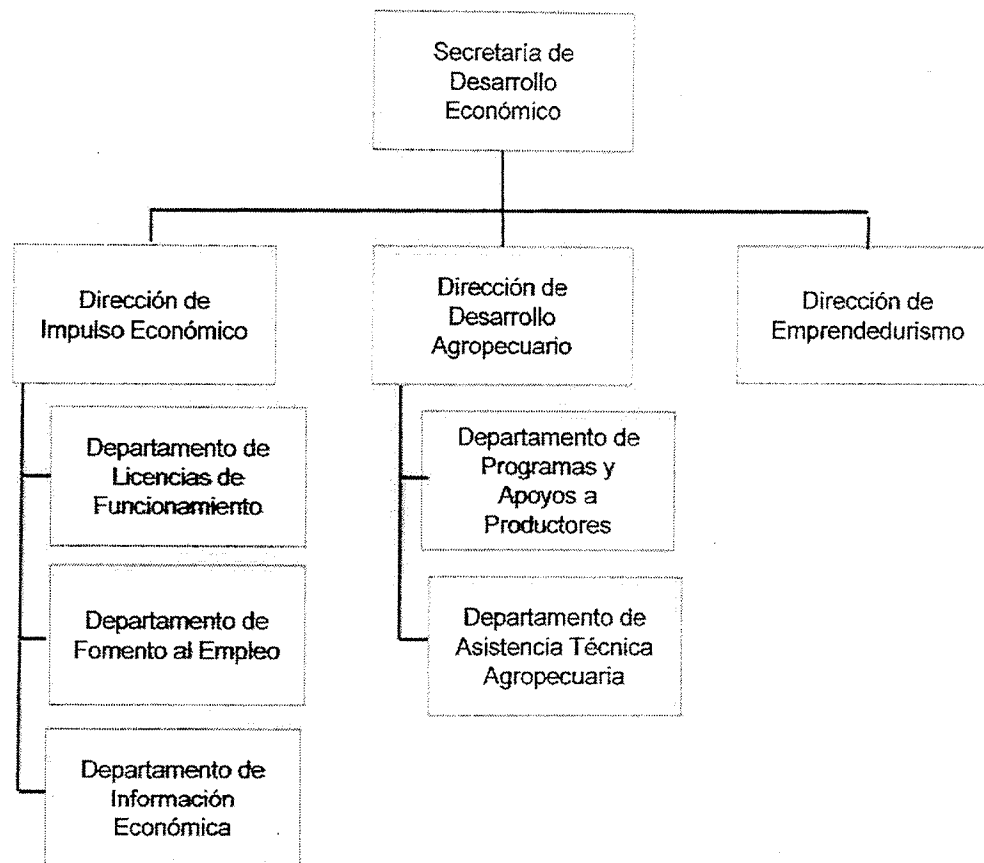 Secretaría de
Desarrollo
Económico
Dirección de
Impulso Económico
Dirección de
Desarrollo
Agropecuario
Dirección de
Emprendedurismo
Departamento de
Licencias de
Funcionamiento
Departamento de
Programas y
Apoyos a
Productores
Departamento de
Fomento al Empleo
Departamento de
Asistencia Técnica
Agropecuaria
Departamento de
Información
Económica